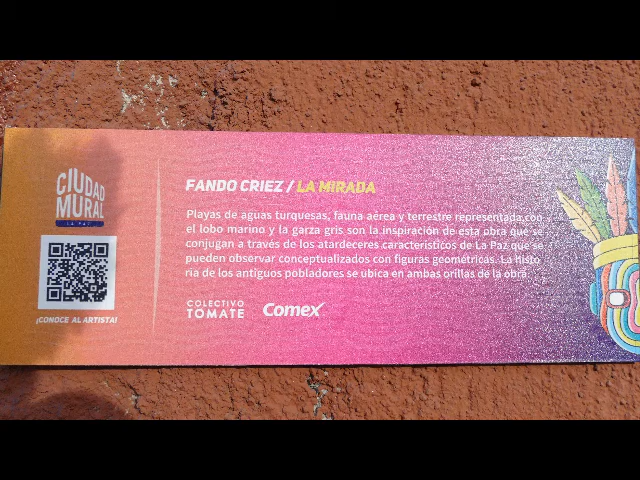 CIUDAD
MURAL
LA PAZ
¡CONOCE AL ARTISTA!
FANDO CRIEZ / LA MIRADA
Playas de aguas turquesas, fauna aérea y terrestre representada con
el lobo marino y la garza gris son la inspiración de esta obra que se
conjugan a través de los atardeceres característicos de La Paz que se
pueden observar conceptualizados con figuras geométricas. La histo
ria de los antiguos pobladores se ubica en ambas orillas de la obra.
COLECTIVO
TOMATE
Comex